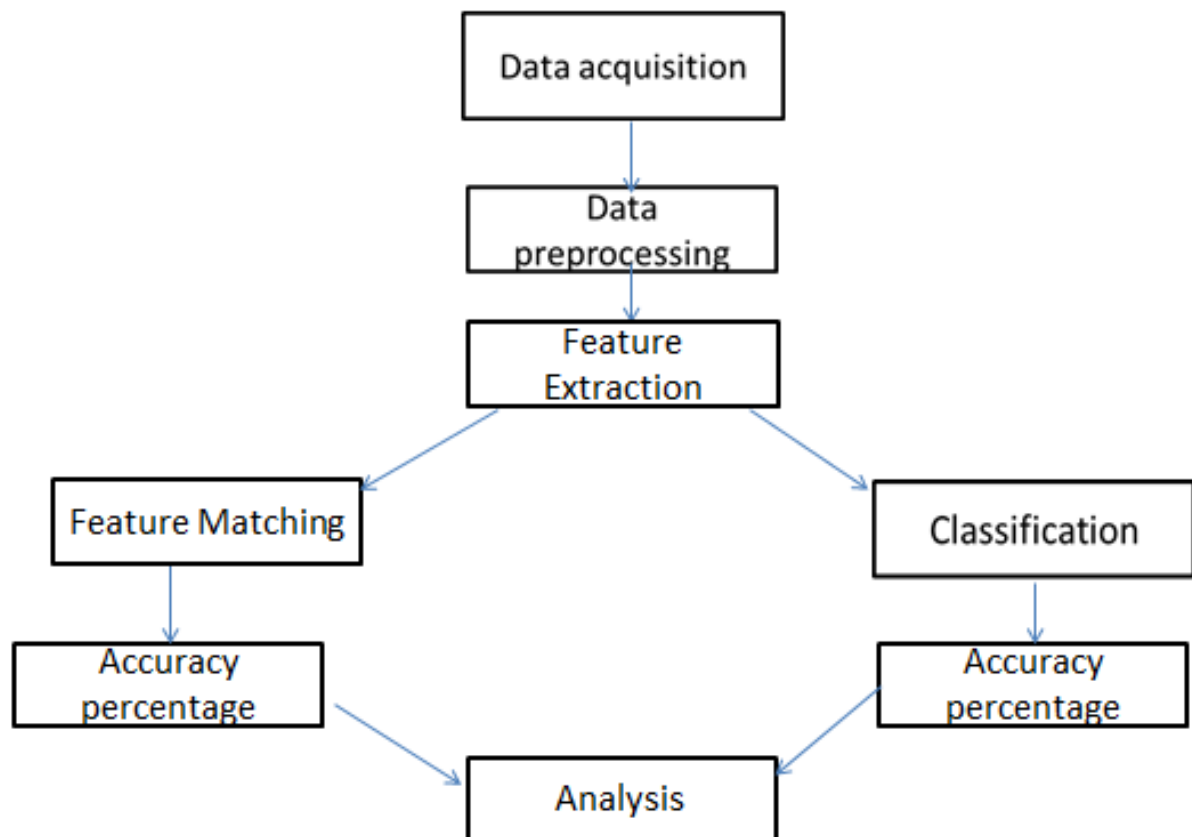 Data acquisition
Data
preprocessing
Feature
Extraction
Feature Matching
Classification
Accuracy
percentage
Accuracy
percentage
Analysis